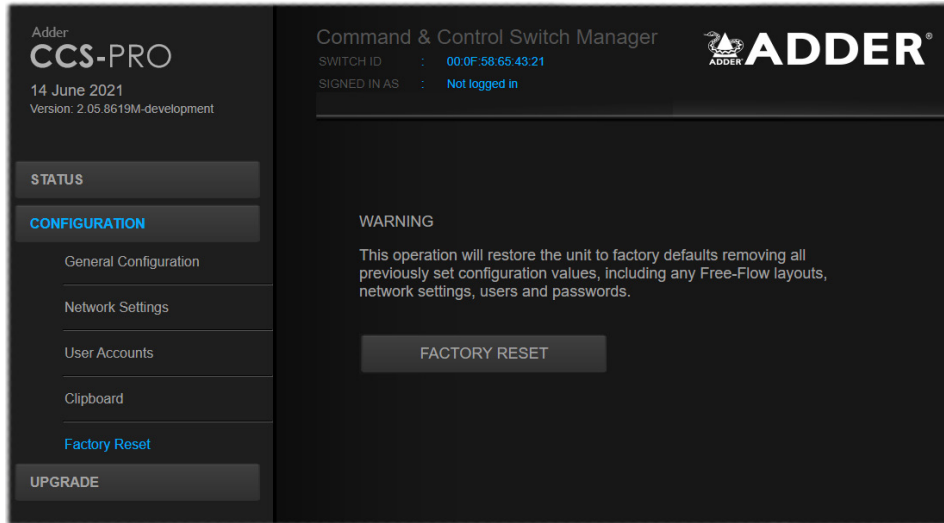 Adder
CCS-PRO
14 June 2021
Version: 2.05.8619M-development
Command & Control Switch Manager
SWITCH ID : 00:0F:58:65:43:21
SIGNED IN AS : Not logged in
ADDER
ADDER®
STATUS
CONFIGURATION
General Configuration
Network Settings
User Accounts
Clipboard
Factory Reset
UPGRADE
WARNING
This operation will restore the unit to factory defaults removing all
previously set configuration values, including any Free-Flow layouts,
network settings, users and passwords.
FACTORY RESET